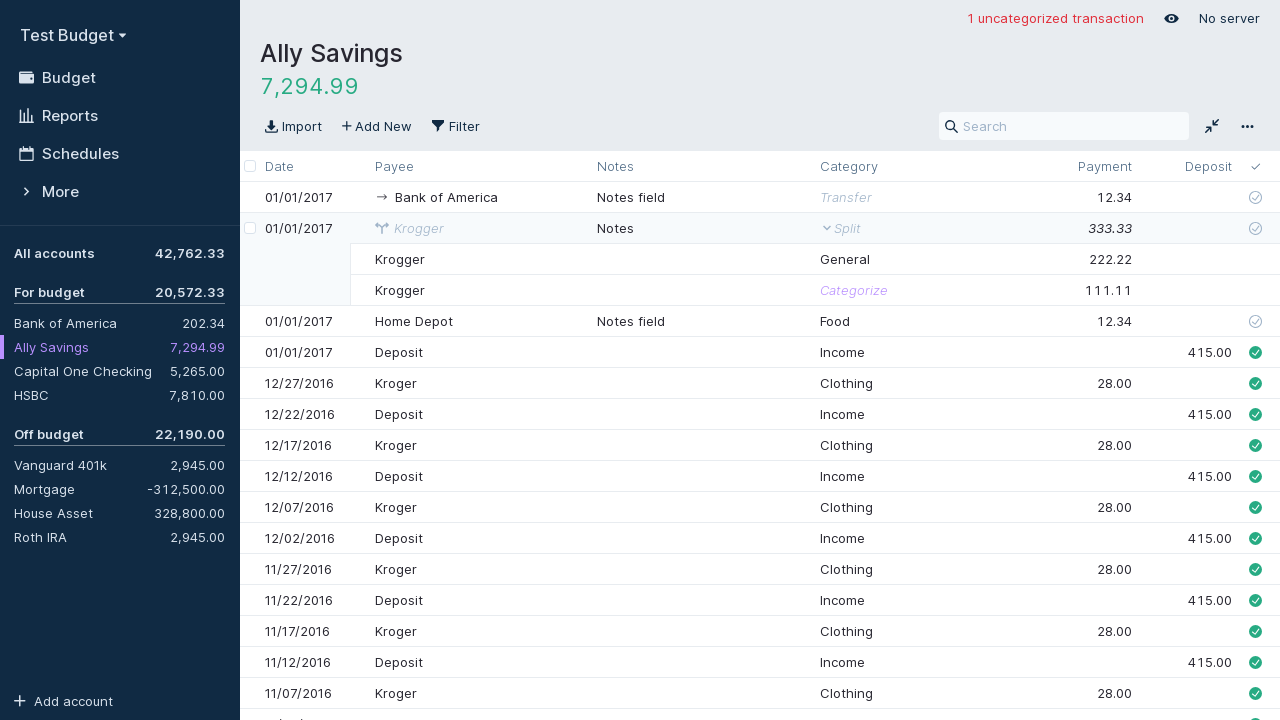 Test Budget
Budget
Reports
Schedules
More
All accounts 42,762.33
For budget 20,572.33
Bank of America 202.34
Ally Savings 7,294.99
Capital One Checking 5,265.00
HSBC 7,810.00
Off budget 22,190.00
Vanguard 401k 2,945.00
Mortgage -312,500.00
House Asset 328,800.00
Roth IRA 2,945.00
Add account
1 uncategorized transaction No server
Ally Savings
7,294.99
Import Add New Filter Search
Date Payee Notes Category Payment Deposit
01/01/2017 Bank of America Notes field Transfer 12.34
01/01/2017 Krogger Notes Split 333.33
Krogger General 222.22
Krogger Categorize 111.11
01/01/2017 Home Depot Notes field Food 12.34
01/01/2017 Deposit Income 415.00
12/27/2016 Kroger Clothing 28.00
12/22/2016 Deposit Income 415.00
12/17/2016 Kroger Clothing 28.00
12/12/2016 Deposit Income 415.00
12/07/2016 Kroger Clothing 28.00
12/02/2016 Deposit Income 415.00
11/27/2016 Kroger Clothing 28.00
11/22/2016 Deposit Income 415.00
11/17/2016 Kroger Clothing 28.00
11/12/2016 Deposit Income 415.00
11/07/2016 Kroger Clothing 28.00